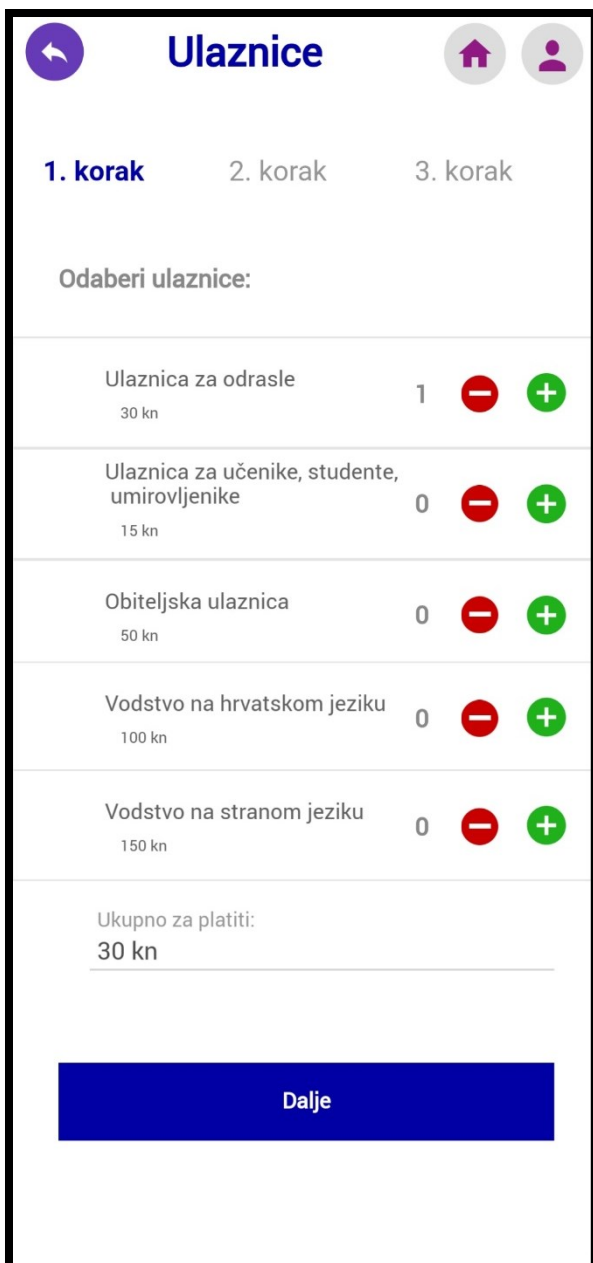 Ulaznice
1. korak 2. korak 3. korak
Odaberi ulaznice:
Ulaznica za odrasle
30 kn
1
Ulaznica za učenike, studente,
umirovljenike
15 kn
0
Obiteljska ulaznica
50 kn
0
Vodstvo na hrvatskom jeziku
100 kn
0
Vodstvo na stranom jeziku
150 kn
0
Ukupno za platiti:
30 kn
Dalje